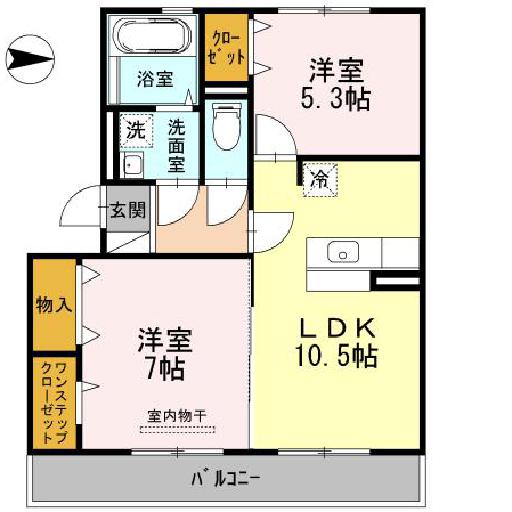 浴室
クロー
ゼット
洋室
5.3帖
洗
洗面室
冷
玄関
物入
洋室
7帖
LDK
10.5帖
ワンステップ
クローゼット
室内物干
バルコニー